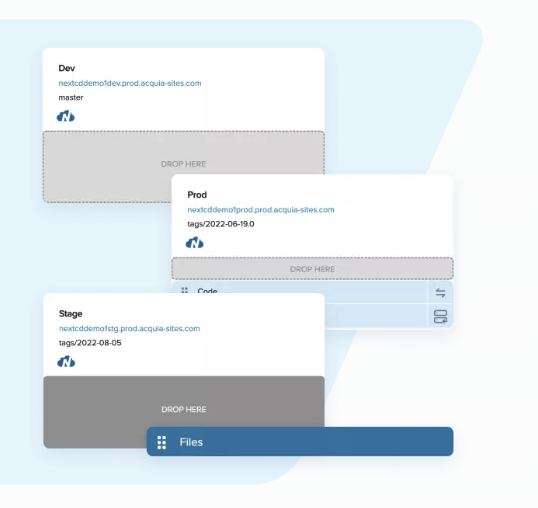 Dev
nextcddemo1dev.prod.acquia-sites.com
master
N
DROP HERE
Prod
nextcddemo1prod.prod.acquia-sites.com
tags/2022-06-19.0
N
DROP HERE
Code
Stage
nextcddemo1stg.prod.acquia-sites.com
tags/2022-08-05
N
DROP HERE
Files